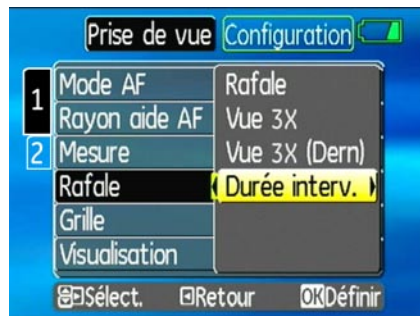 Prise de vue Configuration
1
2
Mode AF Rafale
Rayon aide AF Vue 3X
Mesure Vue 3X (Dern)
Rafale Durée interv.
Grille
Visualisation
Sélect. Retour OK Définir